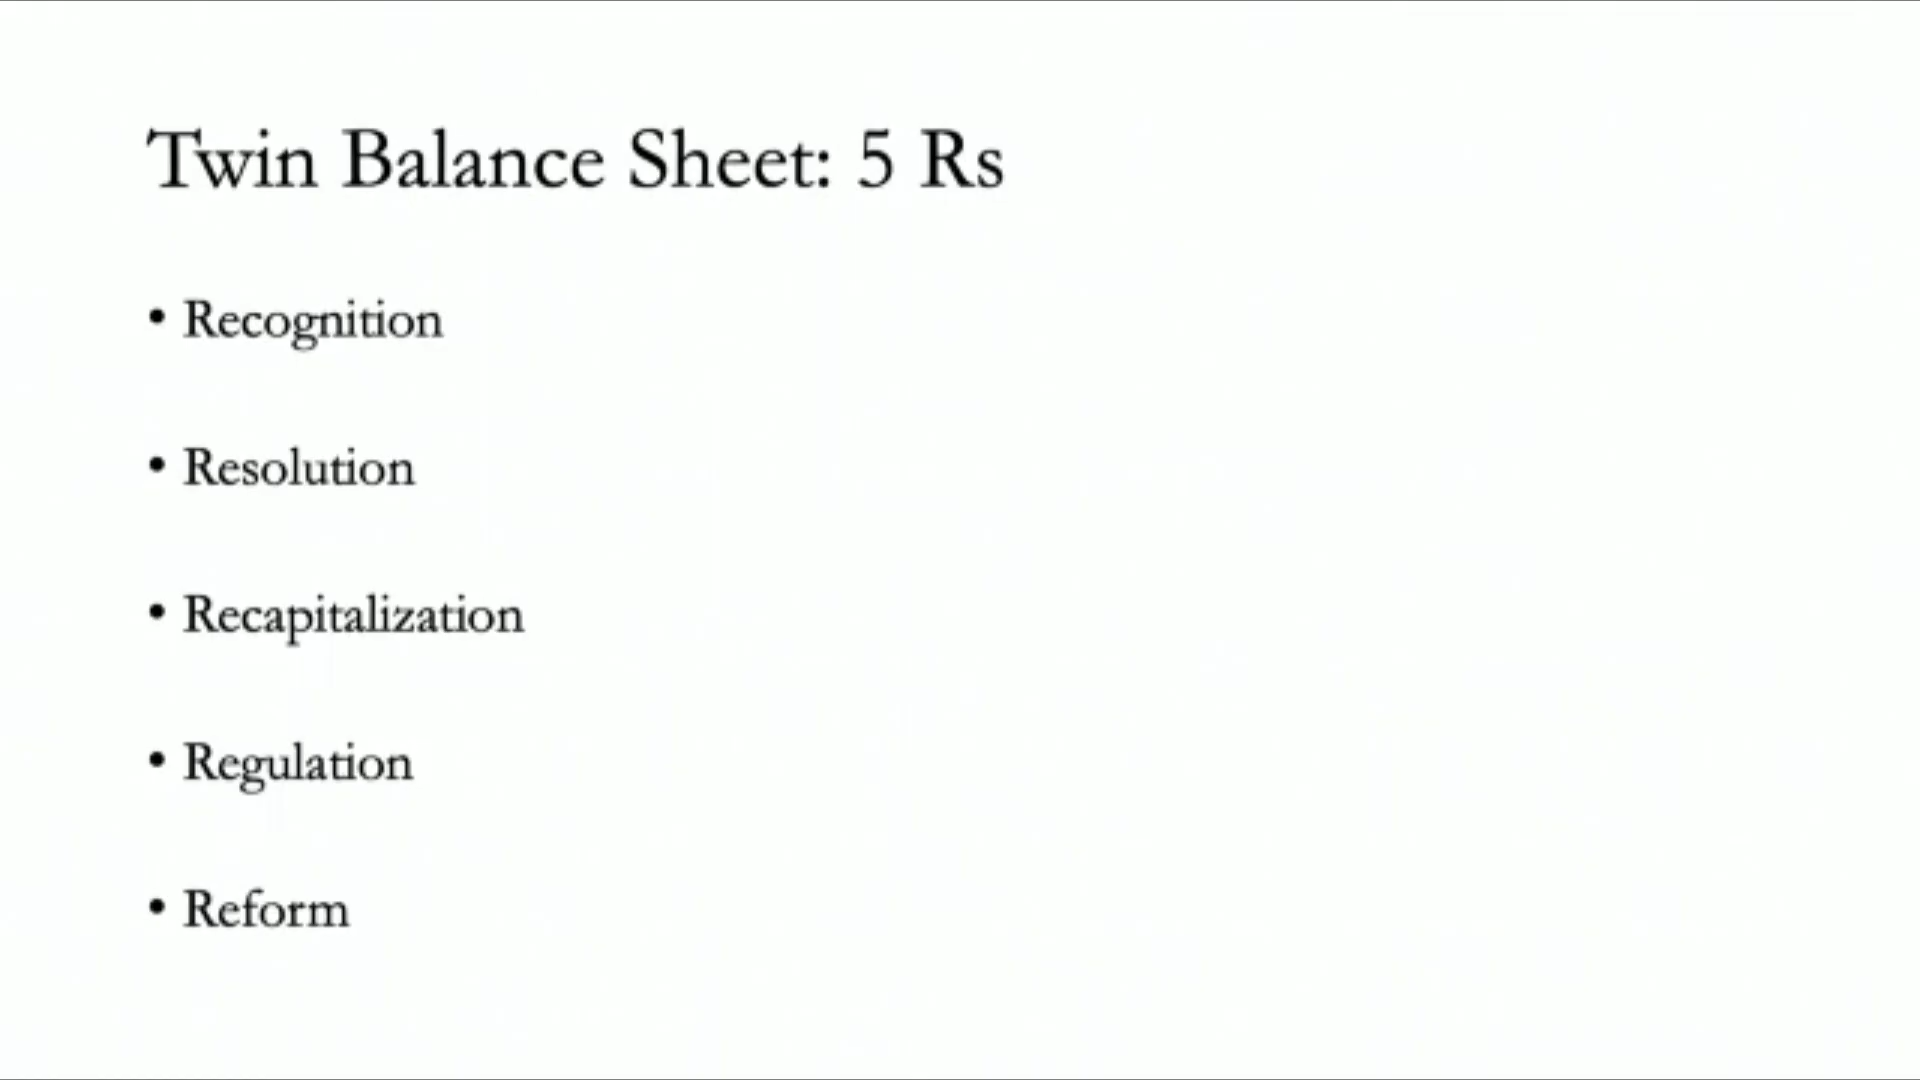 Twin Balance Sheet: 5 Rs
• Recognition
• Resolution
• Recapitalization
• Regulation
• Reform